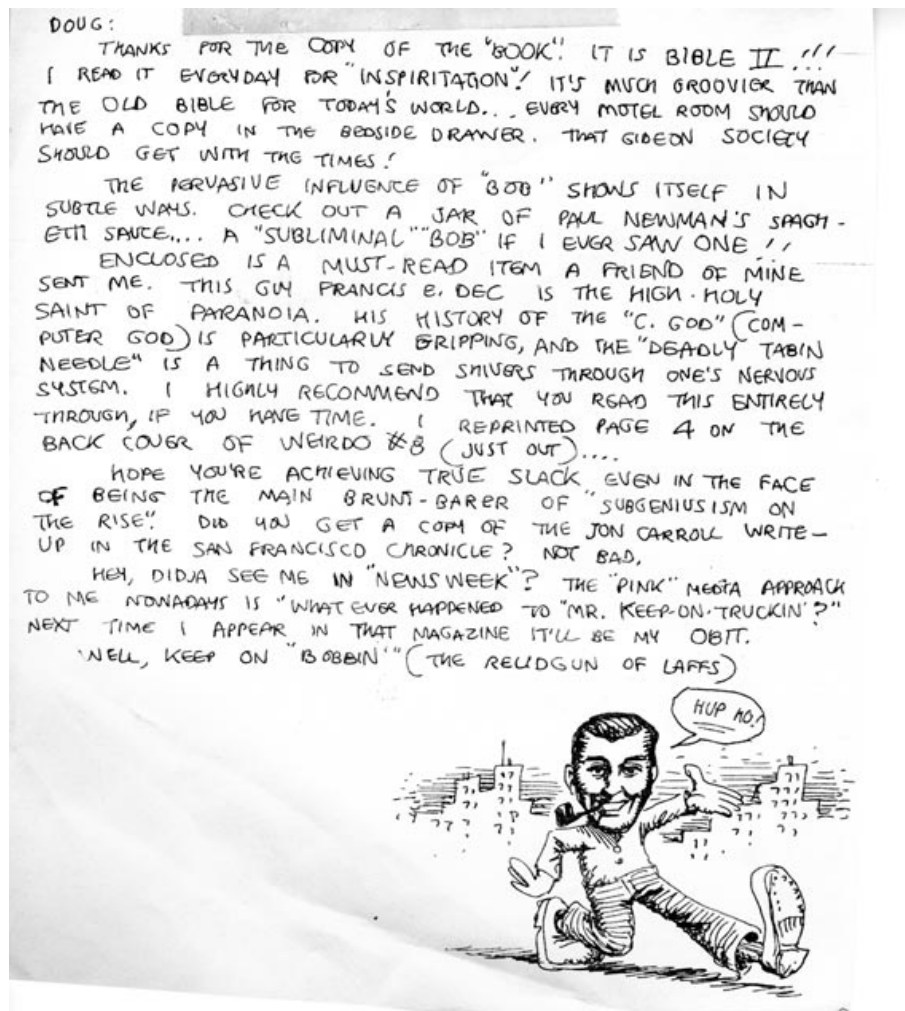 DOUG:
THANKS FOR THE COPY OF THE "BOOK"! IT IS BIBLE II !!!
I READ IT EVERYDAY FOR "INSPIRITATION"! IT'S MUCH GROOVIER THAN
THE OLD BIBLE FOR TODAY'S WORLD... EVERY MOTEL ROOM SHOULD
HAVE A COPY IN THE BEDSIDE DRAWER. THAT GIDEON SOCIETY
SHOULD GET WITH THE TIMES!
THE PERVASIVE INFLUENCE OF "BOB" SHOWS ITSELF IN
SUBTLE WAYS. CHECK OUT A JAR OF PAUL NEWMAN'S SPAGH-
ETTI SAUCE.... A "SUBLIMINAL" "BOB" IF I EVER SAW ONE !!
ENCLOSED IS A MUST-READ ITEM A FRIEND OF MINE
SENT ME. THIS GUY FRANCIS E. DEC IS THE HIGH-HOLY
SAINT OF PARANOIA. HIS HISTORY OF THE "C. GOD" (COM-
PUTER GOD) IS PARTICULARLY GRIPPING, AND THE "DEADLY TABIN
NEEDLE" IS A THING TO SEND SHIVERS THROUGH ONE'S NERVOUS
SYSTEM. I HIGHLY RECOMMEND THAT YOU READ THIS ENTIRELY
THROUGH, IF YOU HAVE TIME. I REPRINTED PAGE 4 ON THE
BACK COVER OF WEIRDO #8 (JUST OUT)....
HOPE YOU'RE ACHIEVING TRUE SLACK EVEN IN THE FACE
OF BEING THE MAIN BRUNT-BARER OF "SUBGENIUSISM ON
THE RISE". DID YOU GET A COPY OF THE JON CARROLL WRITE-
UP IN THE SAN FRANCISCO CHRONICLE? NOT BAD.
HEY, DIDJA SEE ME IN "NEWSWEEK"? THE "PINK" MEDIA APPROACH
TO ME NOWADAYS IS "WHAT EVER HAPPENED TO "MR. KEEP-ON-TRUCKIN'?"
NEXT TIME I APPEAR IN THAT MAGAZINE IT'LL BE MY OBIT.
WELL, KEEP ON "BOBBIN'" (THE RELIDGUN OF LAFFS)
HUP HO!